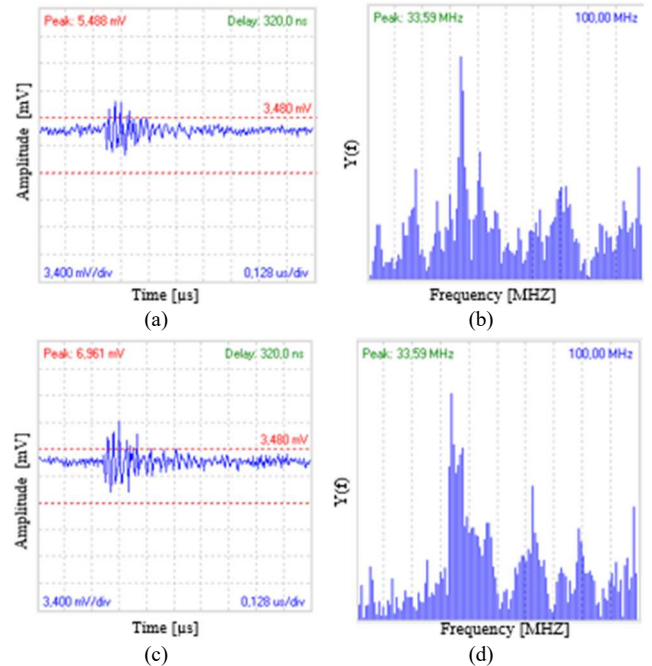 Peak: 5,488 mV Delay: 320,0 ns
3,480 mV
Amplitude [mV]
3,400 mV/div 0,128 us/div
Time [µs]
(a)
Peak: 33,59 MHz 100,00 MHz
Y(f)
Frequency [MHZ]
(b)
Peak: 6,961 mV Delay: 320,0 ns
3,480 mV
Amplitude [mV]
3,400 mV/div 0,128 us/div
Time [µs]
(c)
Peak: 33,59 MHz 100,00 MHz
Y(f)
Frequency [MHZ]
(d)